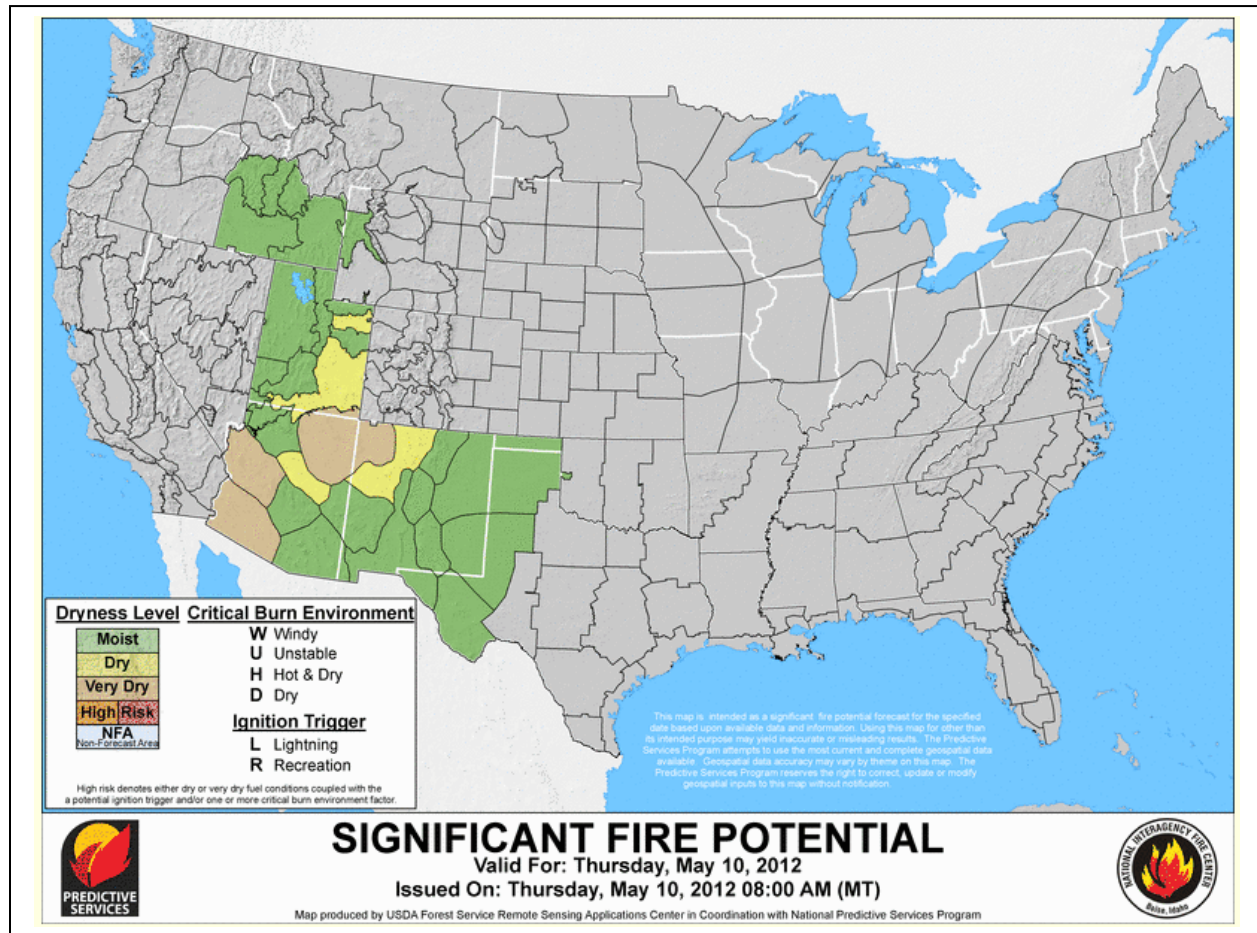 Dryness Level
Moist
Dry
Very Dry
High Risk
NFA
Non-Forecast Area
Critical Burn Environment
W Windy
U Unstable
H Hot & Dry
D Dry
Ignition Trigger
L Lightning
R Recreation
High risk denotes either dry or very dry fuel conditions coupled with the
a potential ignition trigger and/or one or more critical burn environment factor.
This map is intended as a significant fire potential forecast for the specified
date based upon available data and information. Using this map for other than
its intended purpose may yield inaccurate or misleading results. The Predictive
Services Program attempts to use the most current and complete geospatial data
available. Geospatial data accuracy may vary by theme on this map. The
Predictive Services Program reserves the right to correct, update or modify
geospatial inputs to this map without notification.
PREDICTIVE
SERVICES
SIGNIFICANT FIRE POTENTIAL
Valid For: Thursday, May 10, 2012
Issued On: Thursday, May 10, 2012 08:00 AM (MT)
Map produced by USDA Forest Service Remote Sensing Applications Center in Coordination with National Predictive Services Program
NATIONAL INTERAGENCY FIRE CENTER
Boise, Idaho